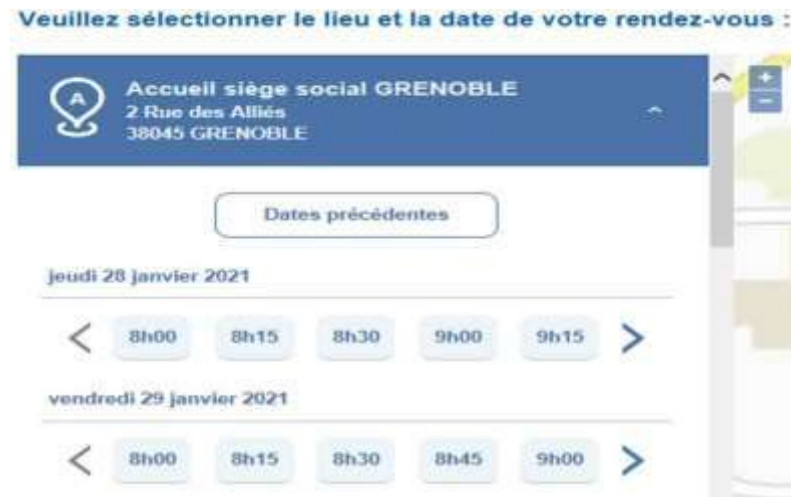 Veuillez sélectionner le lieu et la date de votre rendez-vous :
A
Accueil siège social GRENOBLE
2 Rue des Alliés
38045 GRENOBLE
+
−
Dates précédentes
jeudi 28 janvier 2021
< 8h00 8h15 8h30 9h00 9h15 >
vendredi 29 janvier 2021
< 8h00 8h15 8h30 8h45 9h00 >